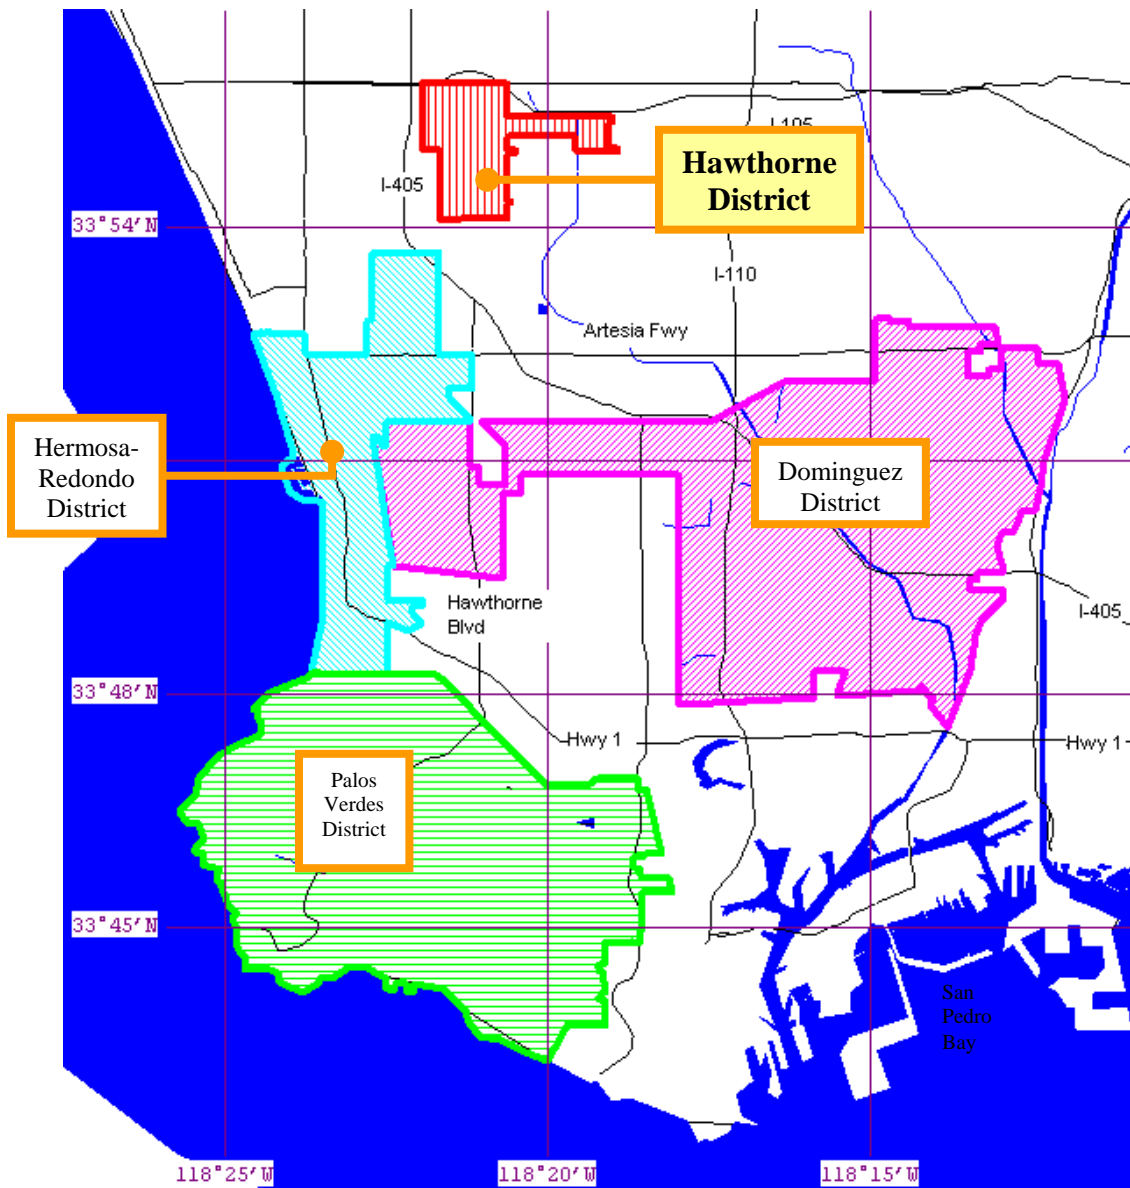 I-105
Hawthorne
District
I-405
33°54′N
I-110
Artesia Fwy
Hermosa-
Redondo
District
Dominguez
District
Hawthorne
Blvd
I-405
33°48′N
Hwy 1
Hwy 1
Palos
Verdes
District
33°45′N
San
Pedro
Bay
118°25′W
118°20′W
118°15′W